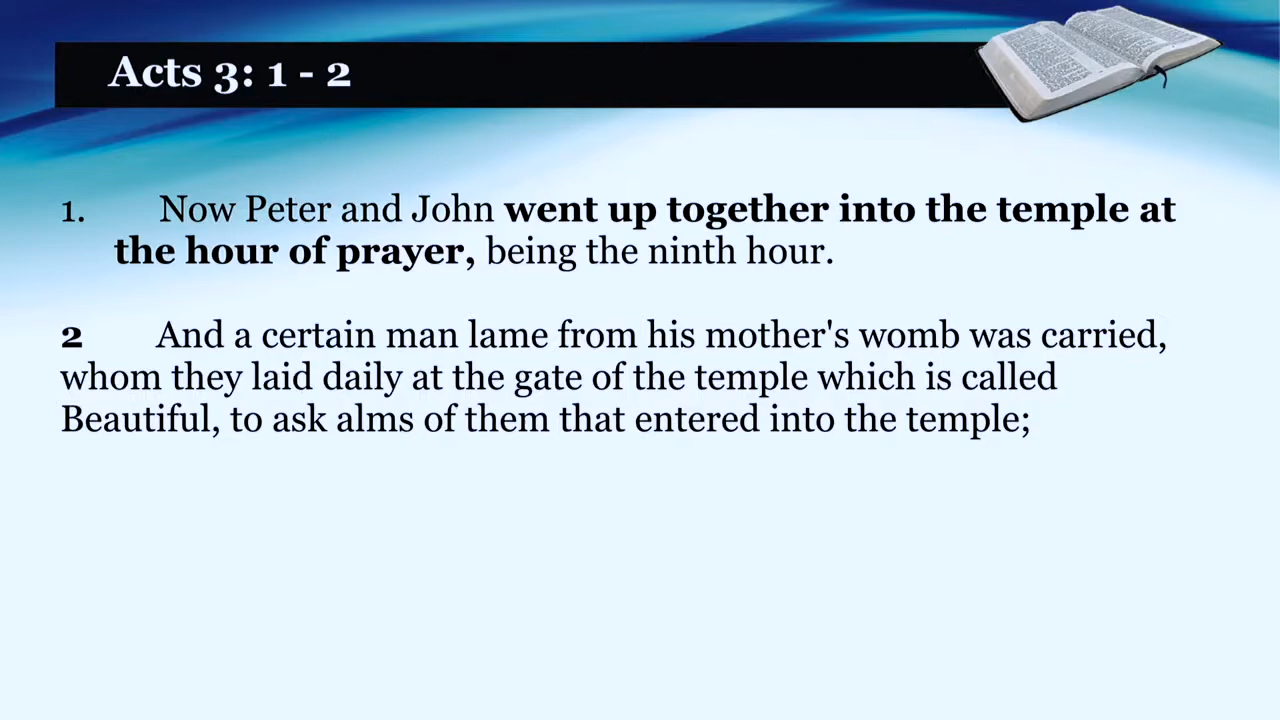 Acts 3: 1 - 2
1. Now Peter and John went up together into the temple at
the hour of prayer, being the ninth hour.
2 And a certain man lame from his mother's womb was carried,
whom they laid daily at the gate of the temple which is called
Beautiful, to ask alms of them that entered into the temple;